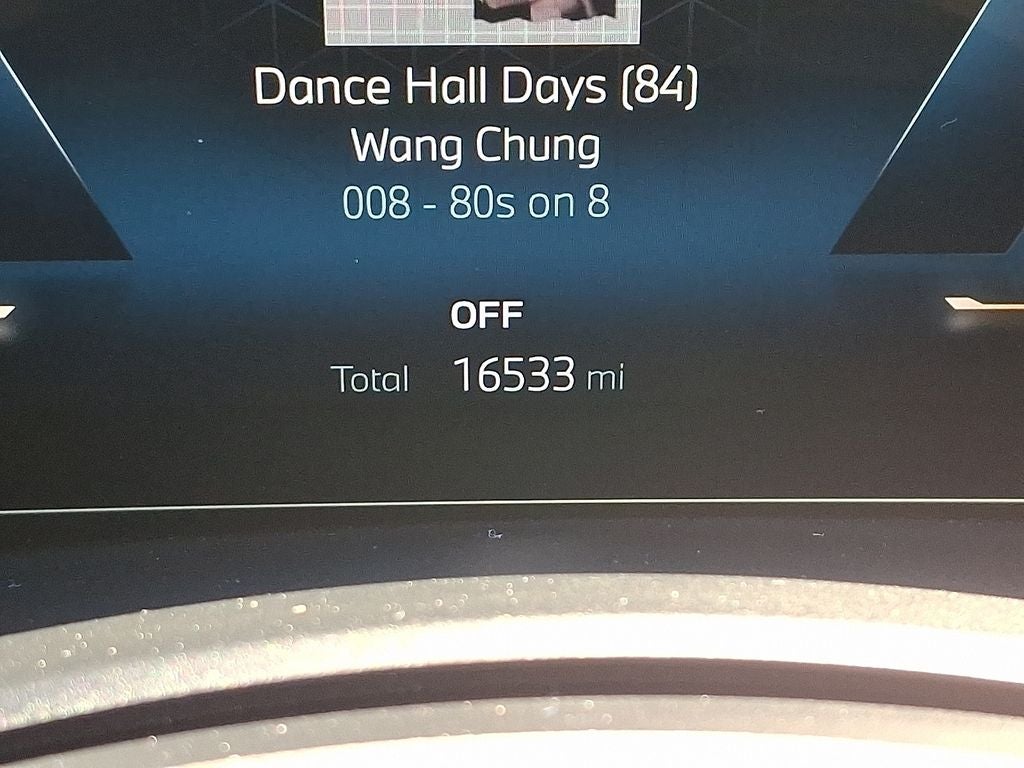 Dance Hall Days (84)
Wang Chung
008 - 80s on 8
OFF
Total 16533 mi